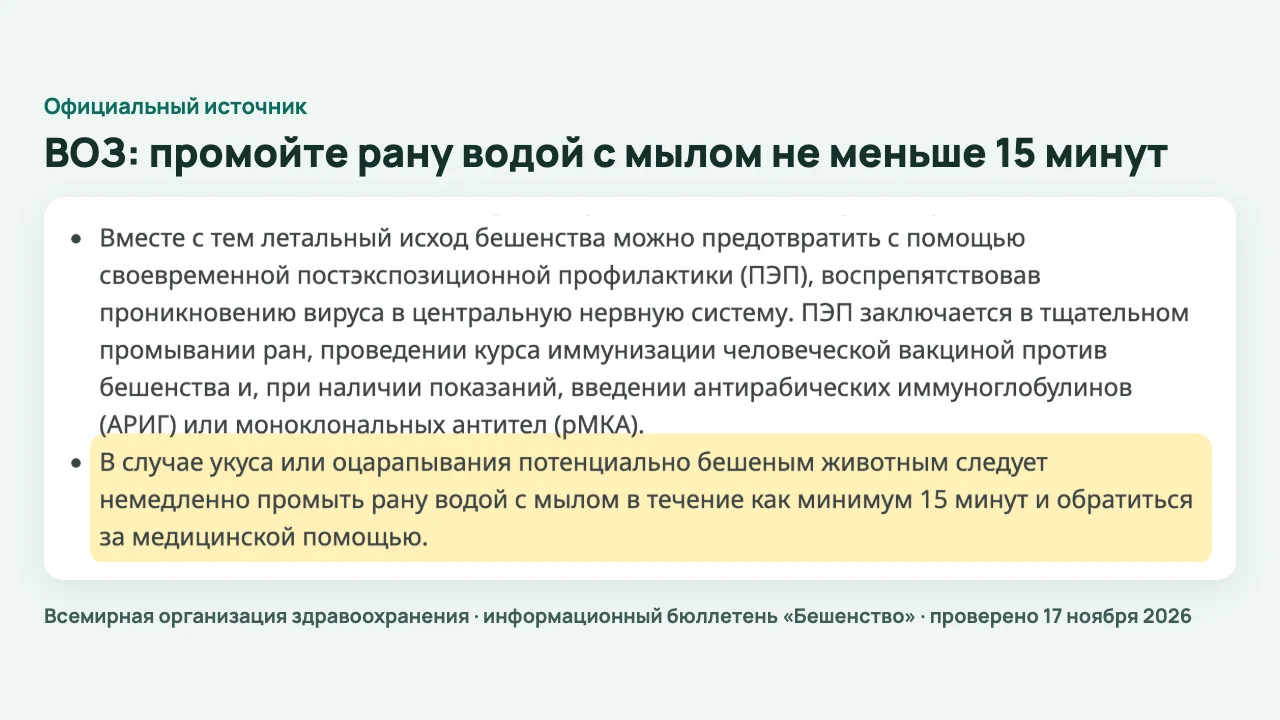 Официальный источник
ВОЗ: промойте рану водой с мылом не меньше 15 минут
• Вместе с тем летальный исход бешенства можно предотвратить с помощью
своевременной постэкспозиционной профилактики (ПЭП), воспрепятствовав
проникновению вируса в центральную нервную систему. ПЭП заключается в тщательном
промывании ран, проведении курса иммунизации человеческой вакциной против
бешенства и, при наличии показаний, введении антирабических иммуноглобулинов
(АРИГ) или моноклональных антител (рМКА).
• В случае укуса или оцарапывания потенциально бешеным животным следует
немедленно промыть рану водой с мылом в течение как минимум 15 минут и обратиться
за медицинской помощью.
Всемирная организация здравоохранения · информационный бюллетень «Бешенство» · проверено 17 ноября 2026